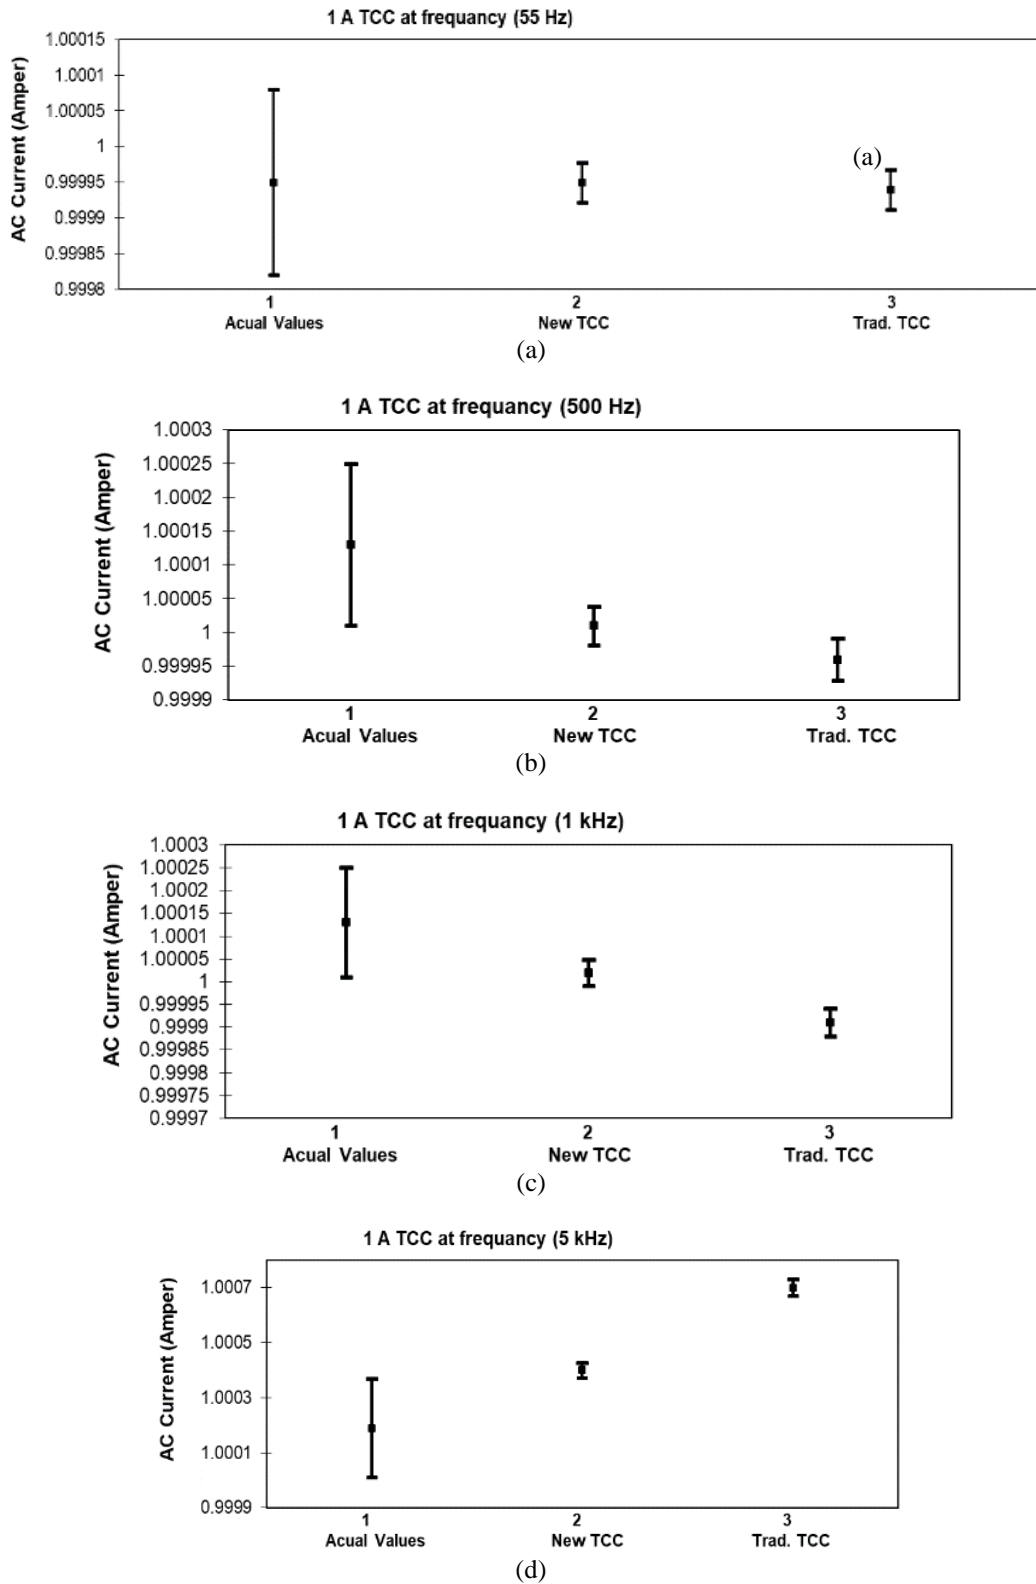 1 A TCC at frequancy (55 Hz)
AC Current (Amper)
1.00015
1.0001
1.00005
1
0.99995
0.9999
0.99985
0.9998
(a)
1 2 3
Acual Values New TCC Trad. TCC
(a)
1 A TCC at frequancy (500 Hz)
AC Current (Amper)
1.0003
1.00025
1.0002
1.00015
1.0001
1.00005
1
0.99995
0.9999
1 2 3
Acual Values New TCC Trad. TCC
(b)
1 A TCC at frequancy (1 kHz)
AC Current (Amper)
1.0003
1.00025
1.0002
1.00015
1.0001
1.00005
1
0.99995
0.9999
0.99985
0.9998
0.99975
0.9997
1 2 3
Acual Values New TCC Trad. TCC
(c)
1 A TCC at frequancy (5 kHz)
AC Current (Amper)
1.0007
1.0005
1.0003
1.0001
0.9999
1 2 3
Acual Values New TCC Trad. TCC
(d)